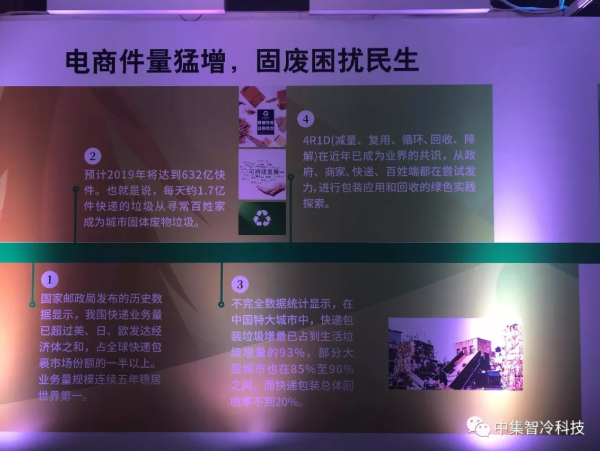 电商件量猛增，固废困扰民生
1
国家邮政局发布的历史数
据显示，我国快递业务量
已超过美、日、欧发达经
济体之和，占全球快递包
裹市场份额的一半以上。
业务量规模连续五年稳居
世界第一。
2
预计2019年将达到632亿快
件。也就是说，每天约1.7亿
件快递的垃圾从寻常百姓家
成为城市固体废物垃圾。
3
不完全数据统计显示，在
中国特大城市中，快递包
装垃圾增量已占到生活垃
圾增量的93%，部分大
型城市也在85%至90%
之间，而快递包装总体回
收率不到20%。
4
4R1D(减量、复用、循环、回收、降
解)在近年已成为业界的共识，从政
府、商家、快递、百姓端都在尝试发
力，进行包装应用和回收的绿色实践
探索。
中集智冷科技